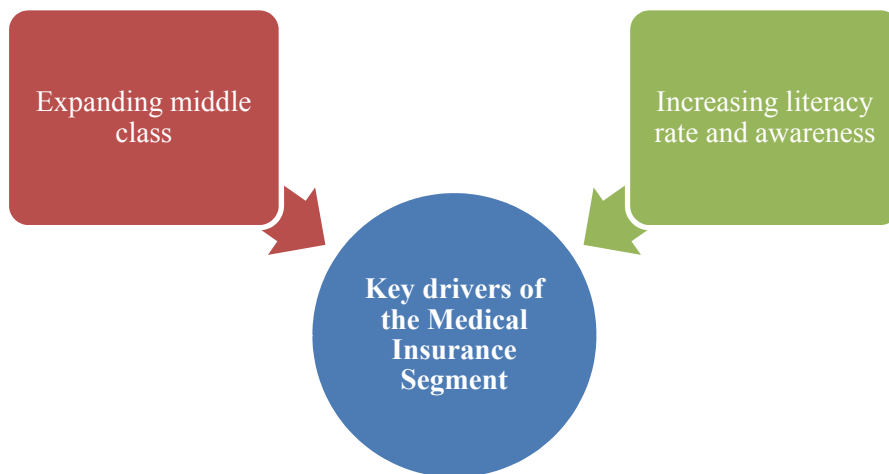 Expanding middle
class
Increasing literacy
rate and awareness
Key drivers of
the Medical
Insurance
Segment